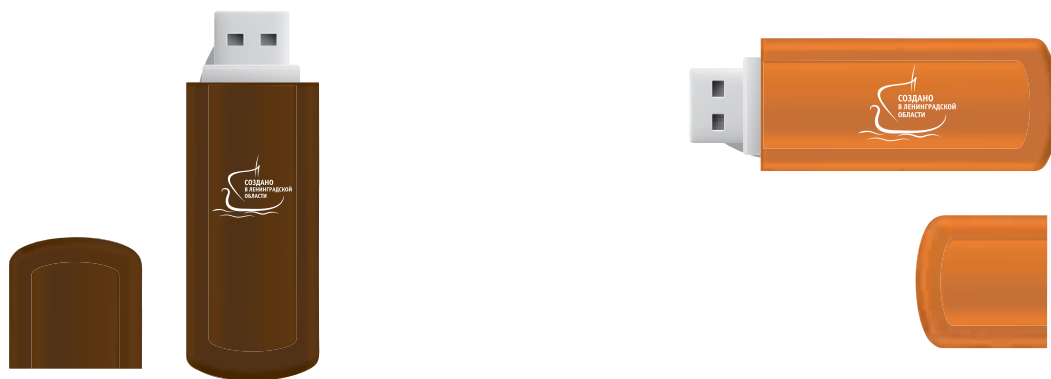 СОЗДАНО
В ЛЕНИНГРАДСКОЙ
ОБЛАСТИ
СОЗДАНО
В ЛЕНИНГРАДСКОЙ
ОБЛАСТИ